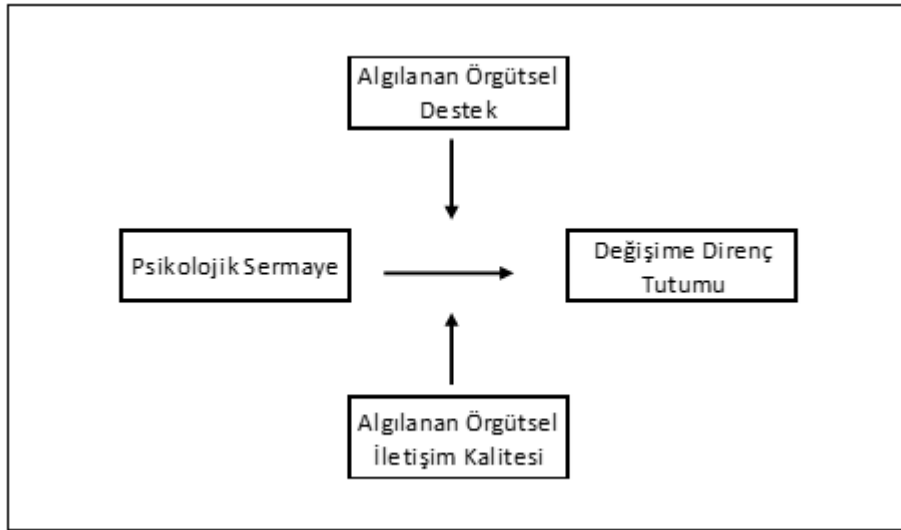 Algılanan Örgütsel
Destek
Psikolojik Sermaye
Değişime Direnç
Tutumu
Algılanan Örgütsel
İletişim Kalitesi